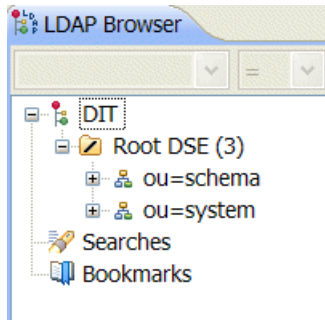 LDAP Browser
=
DIT
Root DSE (3)
ou=schema
ou=system
Searches
Bookmarks